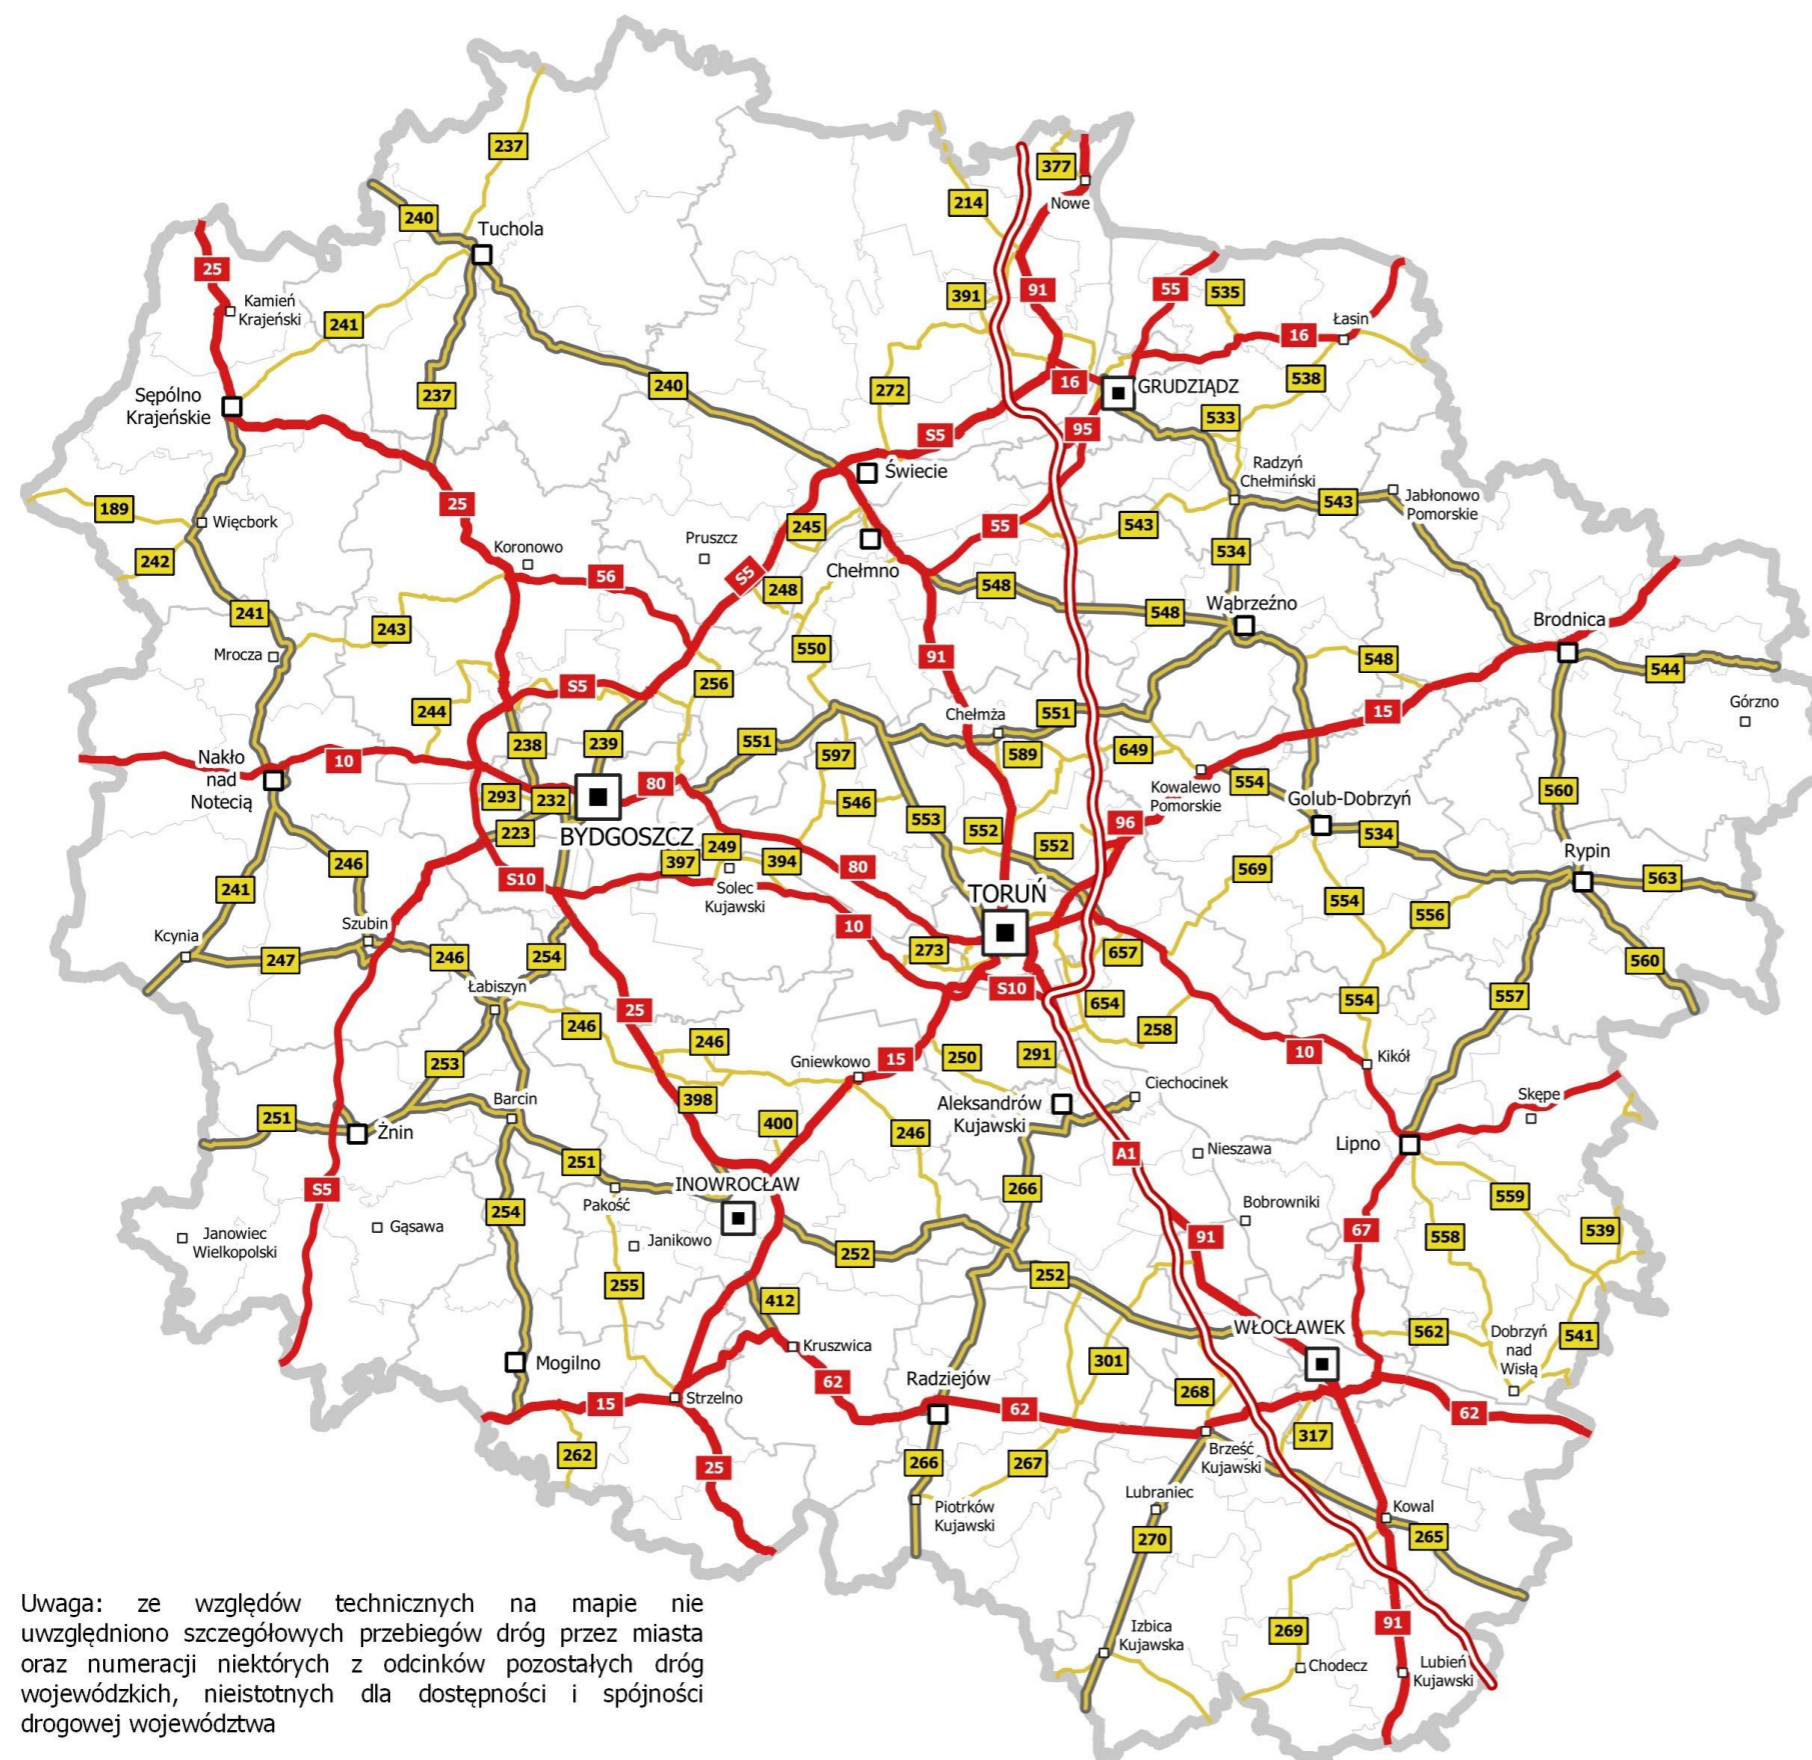 237
377
214
Nowe
240
Tuchola
25
91
55
535
Kamień
Krajeński
391
241
16
Łasin
240
272
16
GRUDZIĄDZ
538
Sępólno
Krajeńskie
237
533
95
S5
Świecie
Radzyń
Chełmiński
25
543
Jabłonowo
Pomorskie
189
Więcbork
245
55
543
Koronowo
Pruszcz
534
242
Chełmno
56
S5
248
548
548
Wąbrzeźno
241
Brodnica
243
Mrocza
550
91
548
544
S5
256
Górzno
244
Chełmża
551
15
238
239
551
597
589
649
Nakło
nad
Notecią
10
80
Kowalewo
Pomorskie
554
560
293
232
546
Golub-Dobrzyń
223
BYDGOSZCZ
553
552
552
96
534
249
397
394
80
569
Rypin
S10
Solec
Kujawski
TORUŃ
563
246
241
554
556
Szubin
10
Kcynia
247
246
254
273
657
560
Łabiszyn
S10
557
25
654
554
246
258
246
250
291
10
Kikół
253
Gniewkowo
15
Ciechocinek
Barcin
398
Aleksandrów
Kujawski
Skępe
251
Żnin
400
246
Lipno
A1
Nieszawa
251
S5
INOWROCŁAW
266
559
Pakość
254
Bobrowniki
Janowiec
Wielkopolski
Gąsawa
Janikowo
252
91
67
558
539
252
255
412
WŁOCŁAWEK
562
Dobrzyń
nad
Wisłą
541
Kruszwica
Mogilno
301
Radziejów
62
268
Strzelno
15
62
62
262
317
25
266
267
Brześć
Kujawski
Lubraniec
Piotrków
Kujawski
Kowal
270
265
Izbica
Kujawska
269
91
Chodecz
Lubień
Kujawski
Uwaga: ze względów technicznych na mapie nie
uwzględniono szczegółowych przebiegów dróg przez miasta
oraz numeracji niektórych z odcinków pozostałych dróg
wojewódzkich, nieistotnych dla dostępności i spójności
drogowej województwa